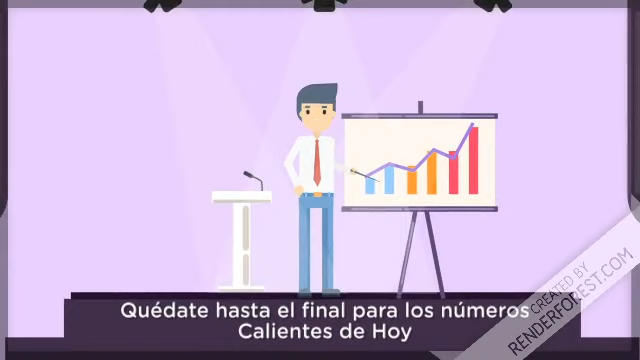 Quédate hasta el final para los números
Calientes de Hoy
CREATED BY
RENDERFOREST.COM